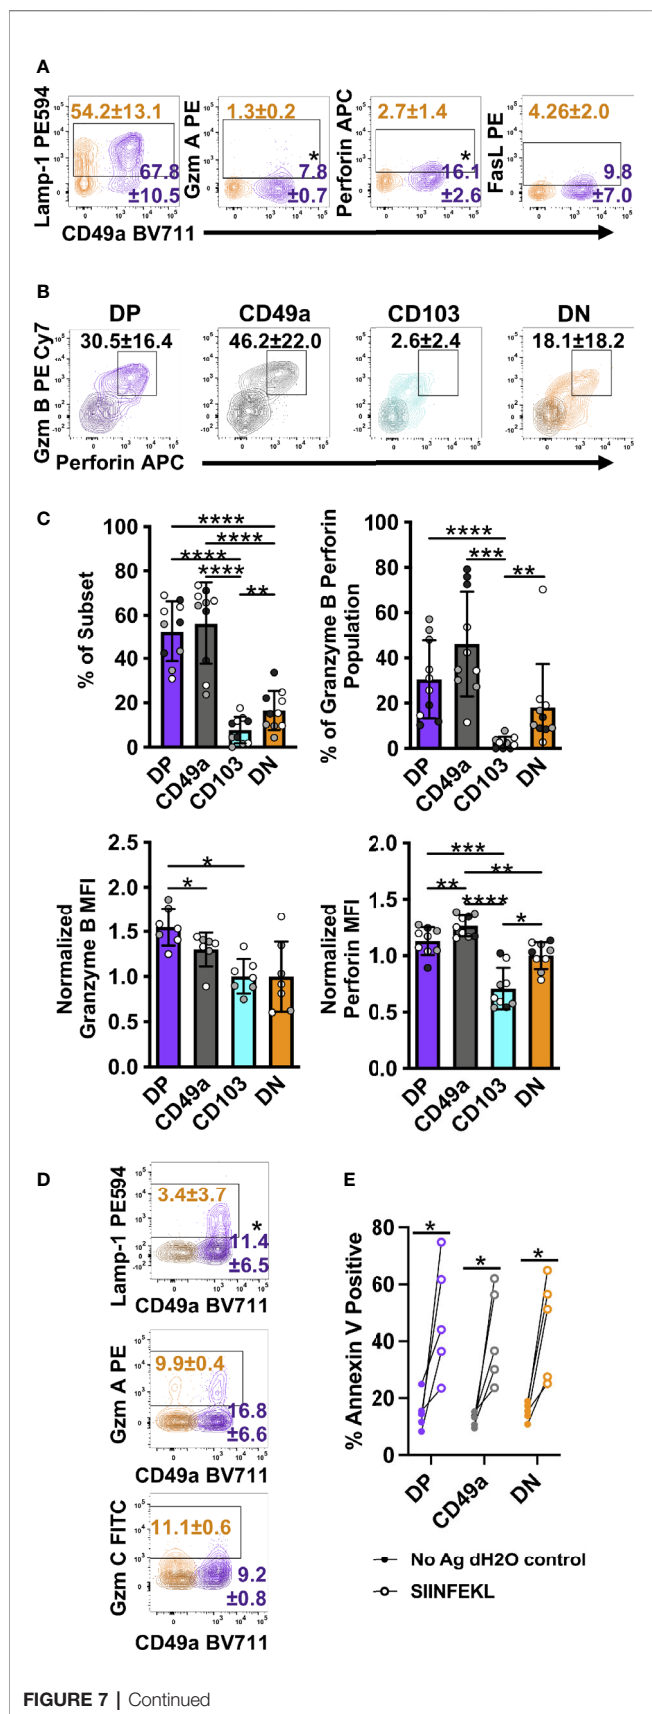 A
Lamp-1 PE594
54.2±13.1
67.8
±10.5
Gzm A PE
1.3±0.2
*
7.8
±0.7
Perforin APC
2.7±1.4
*
16.1
±2.6
FasL PE
4.26±2.0
9.8
±7.0
CD49a BV711
B
DP
CD49a
CD103
DN
Gzm B PE Cy7
30.5±16.4
46.2±22.0
2.6±2.4
18.1±18.2
Perforin APC
C
% of Subset
100
80
60
40
20
0
****
****
****
****
**
DP
CD49a
CD103
DN
% of Granzyme B Perforin
Population
100
80
60
40
20
0
****
***
**
DP
CD49a
CD103
DN
Normalized
Granzyme B MFI
2.5
2.0
1.5
1.0
0.5
0.0
*
*
DP
CD49a
CD103
DN
Normalized
Perforin MFI
2.0
1.5
1.0
0.5
0.0
***
**
**
****
*
DP
CD49a
CD103
DN
D
Lamp-1 PE594
3.4±3.7
*
11.4
±6.5
CD49a BV711
Gzm A PE
9.9±0.4
16.8
±6.6
CD49a BV711
Gzm C FITC
11.1±0.6
9.2
±0.8
CD49a BV711
E
% Annexin V Positive
80
60
40
20
0
*
*
*
DP
CD49a
DN
No Ag dH2O control
SIINFEKL
FIGURE 7 | Continued